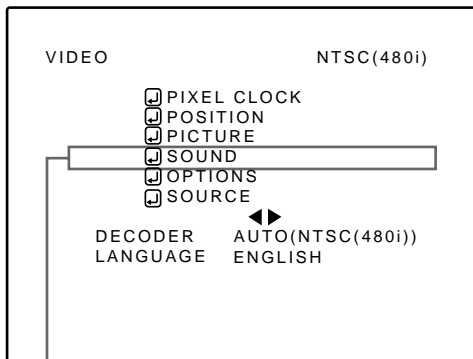 VIDEO NTSC(480i)
PIXEL CLOCK
POSITION
PICTURE
SOUND
OPTIONS
SOURCE
DECODER AUTO(NTSC(480i))
LANGUAGE ENGLISH